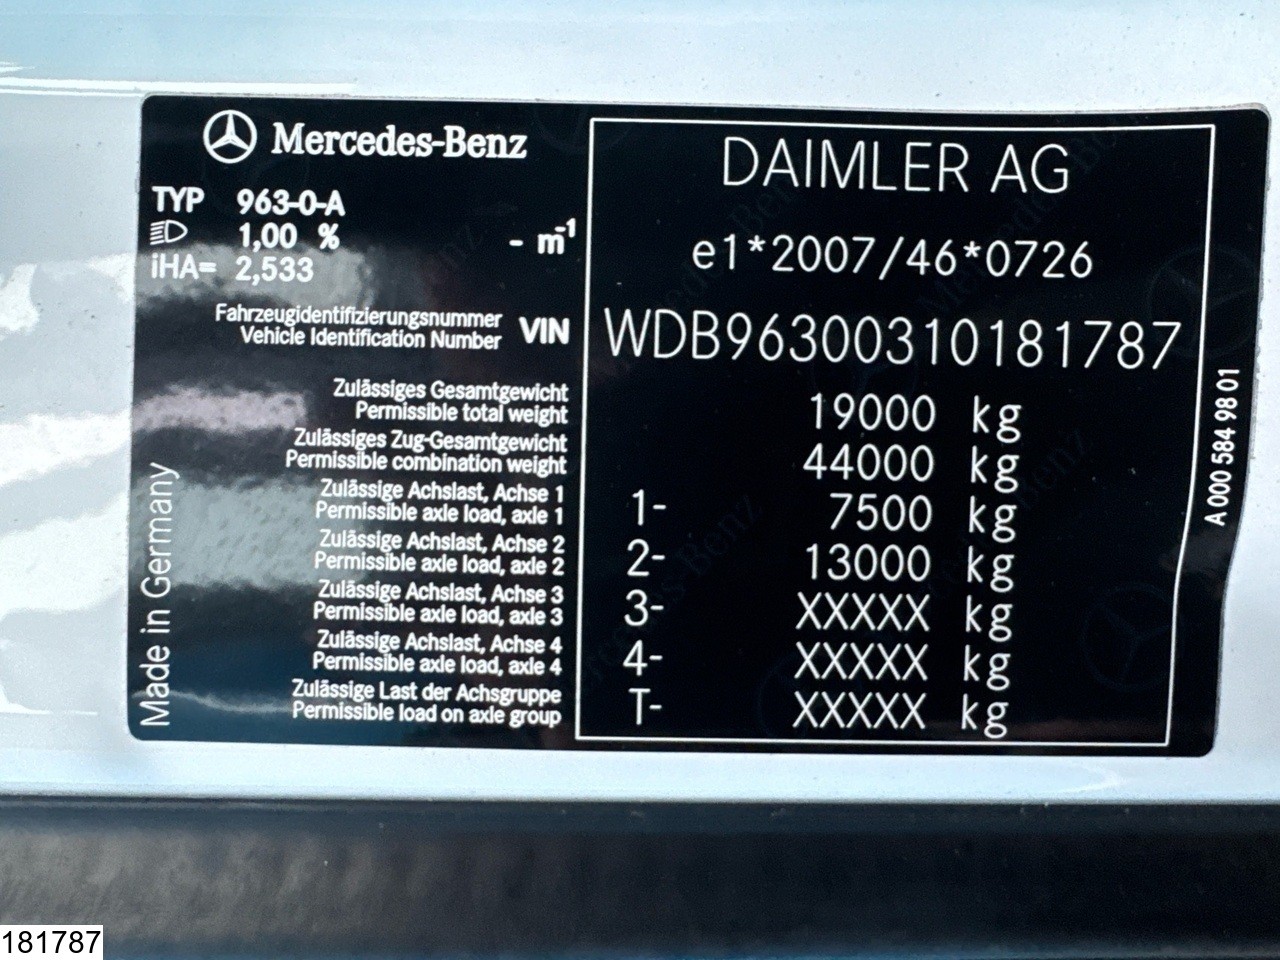 Mercedes-Benz
TYP 963-0-A
1,00 % - m⁻¹
iHA= 2,533
DAIMLER AG
e1*2007/46*0726
Fahrzeugidentifizierungsnummer
Vehicle Identification Number VIN WDB96300310181787
Zulässiges Gesamtgewicht
Permissible total weight 19000 kg
Zulässiges Zug-Gesamtgewicht
Permissible combination weight 44000 kg
Zulässige Achslast, Achse 1
Permissible axle load, axle 1 1- 7500 kg
Zulässige Achslast, Achse 2
Permissible axle load, axle 2 2- 13000 kg
Zulässige Achslast, Achse 3
Permissible axle load, axle 3 3- XXXXX kg
Zulässige Achslast, Achse 4
Permissible axle load, axle 4 4- XXXXX kg
Zulässige Last der Achsgruppe
Permissible load on axle group T- XXXXX kg
Made in Germany
A 000 584 98 01
181787